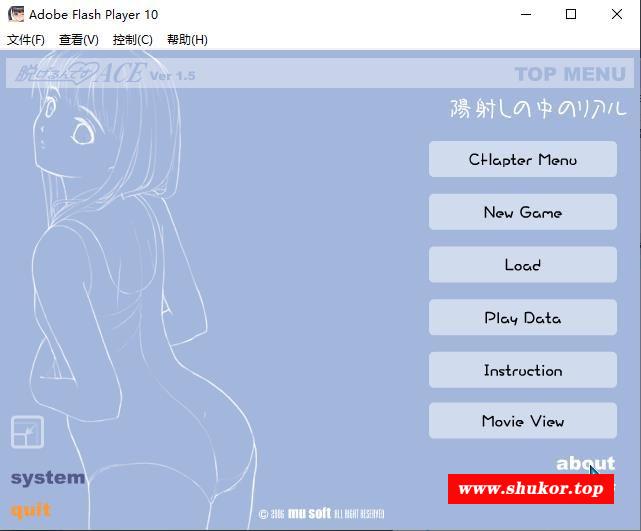 Adobe Flash Player 10
文件(F) 查看(V) 控制(C) 帮助(H)
脱げるんですACE Ver 1.5
TOP MENU
陽射しの中のリアル
Chapter Menu
New Game
Load
Play Data
Instruction
Movie View
about
system
www.shukor.top
quit
© 2006 mu soft ALL RIGHT RESERVED